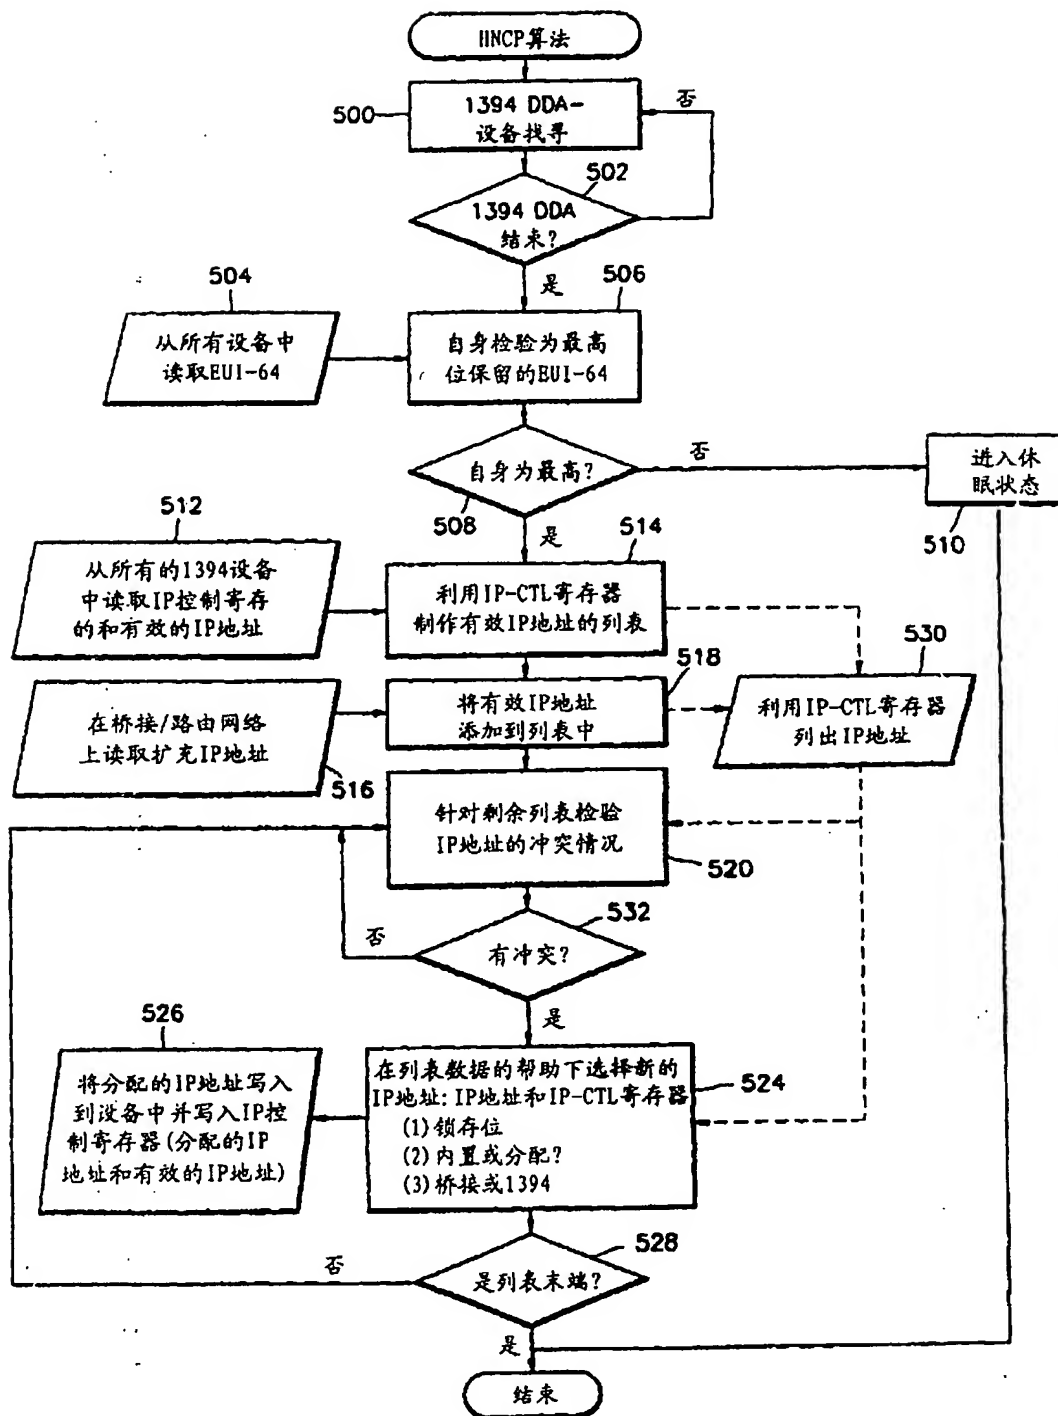 HNCP算法
500
1394 DDA-
设备找寻
否
502
1394 DDA
结束?
是
504
从所有设备中
读取EUI-64
506
自身检验为最高
位保留的EUI-64
自身为最高?
508
否
进入休
眠状态
510
是
512
从所有的1394设备
中读取IP控制寄存
的和有效的IP地址
514
利用IP-CTL寄存器
制作有效IP地址的列表
在桥接/路由网络
上读取扩充IP地址
516
将有效IP地址
添加到列表中
518
530
利用IP-CTL寄存器
列出IP地址
针对剩余列表检验
IP地址的冲突情况
520
532
有冲突?
否
是
526
将分配的IP地址写入
到设备中并写入IP控
制寄存器(分配的IP
地址和有效的IP地址)
在列表数据的帮助下选择新的
IP地址:IP地址和IP-CTL寄存器
(1)锁存位
(2)内置或分配?
(3)桥接或1394
524
528
是列表末端?
否
是
结束